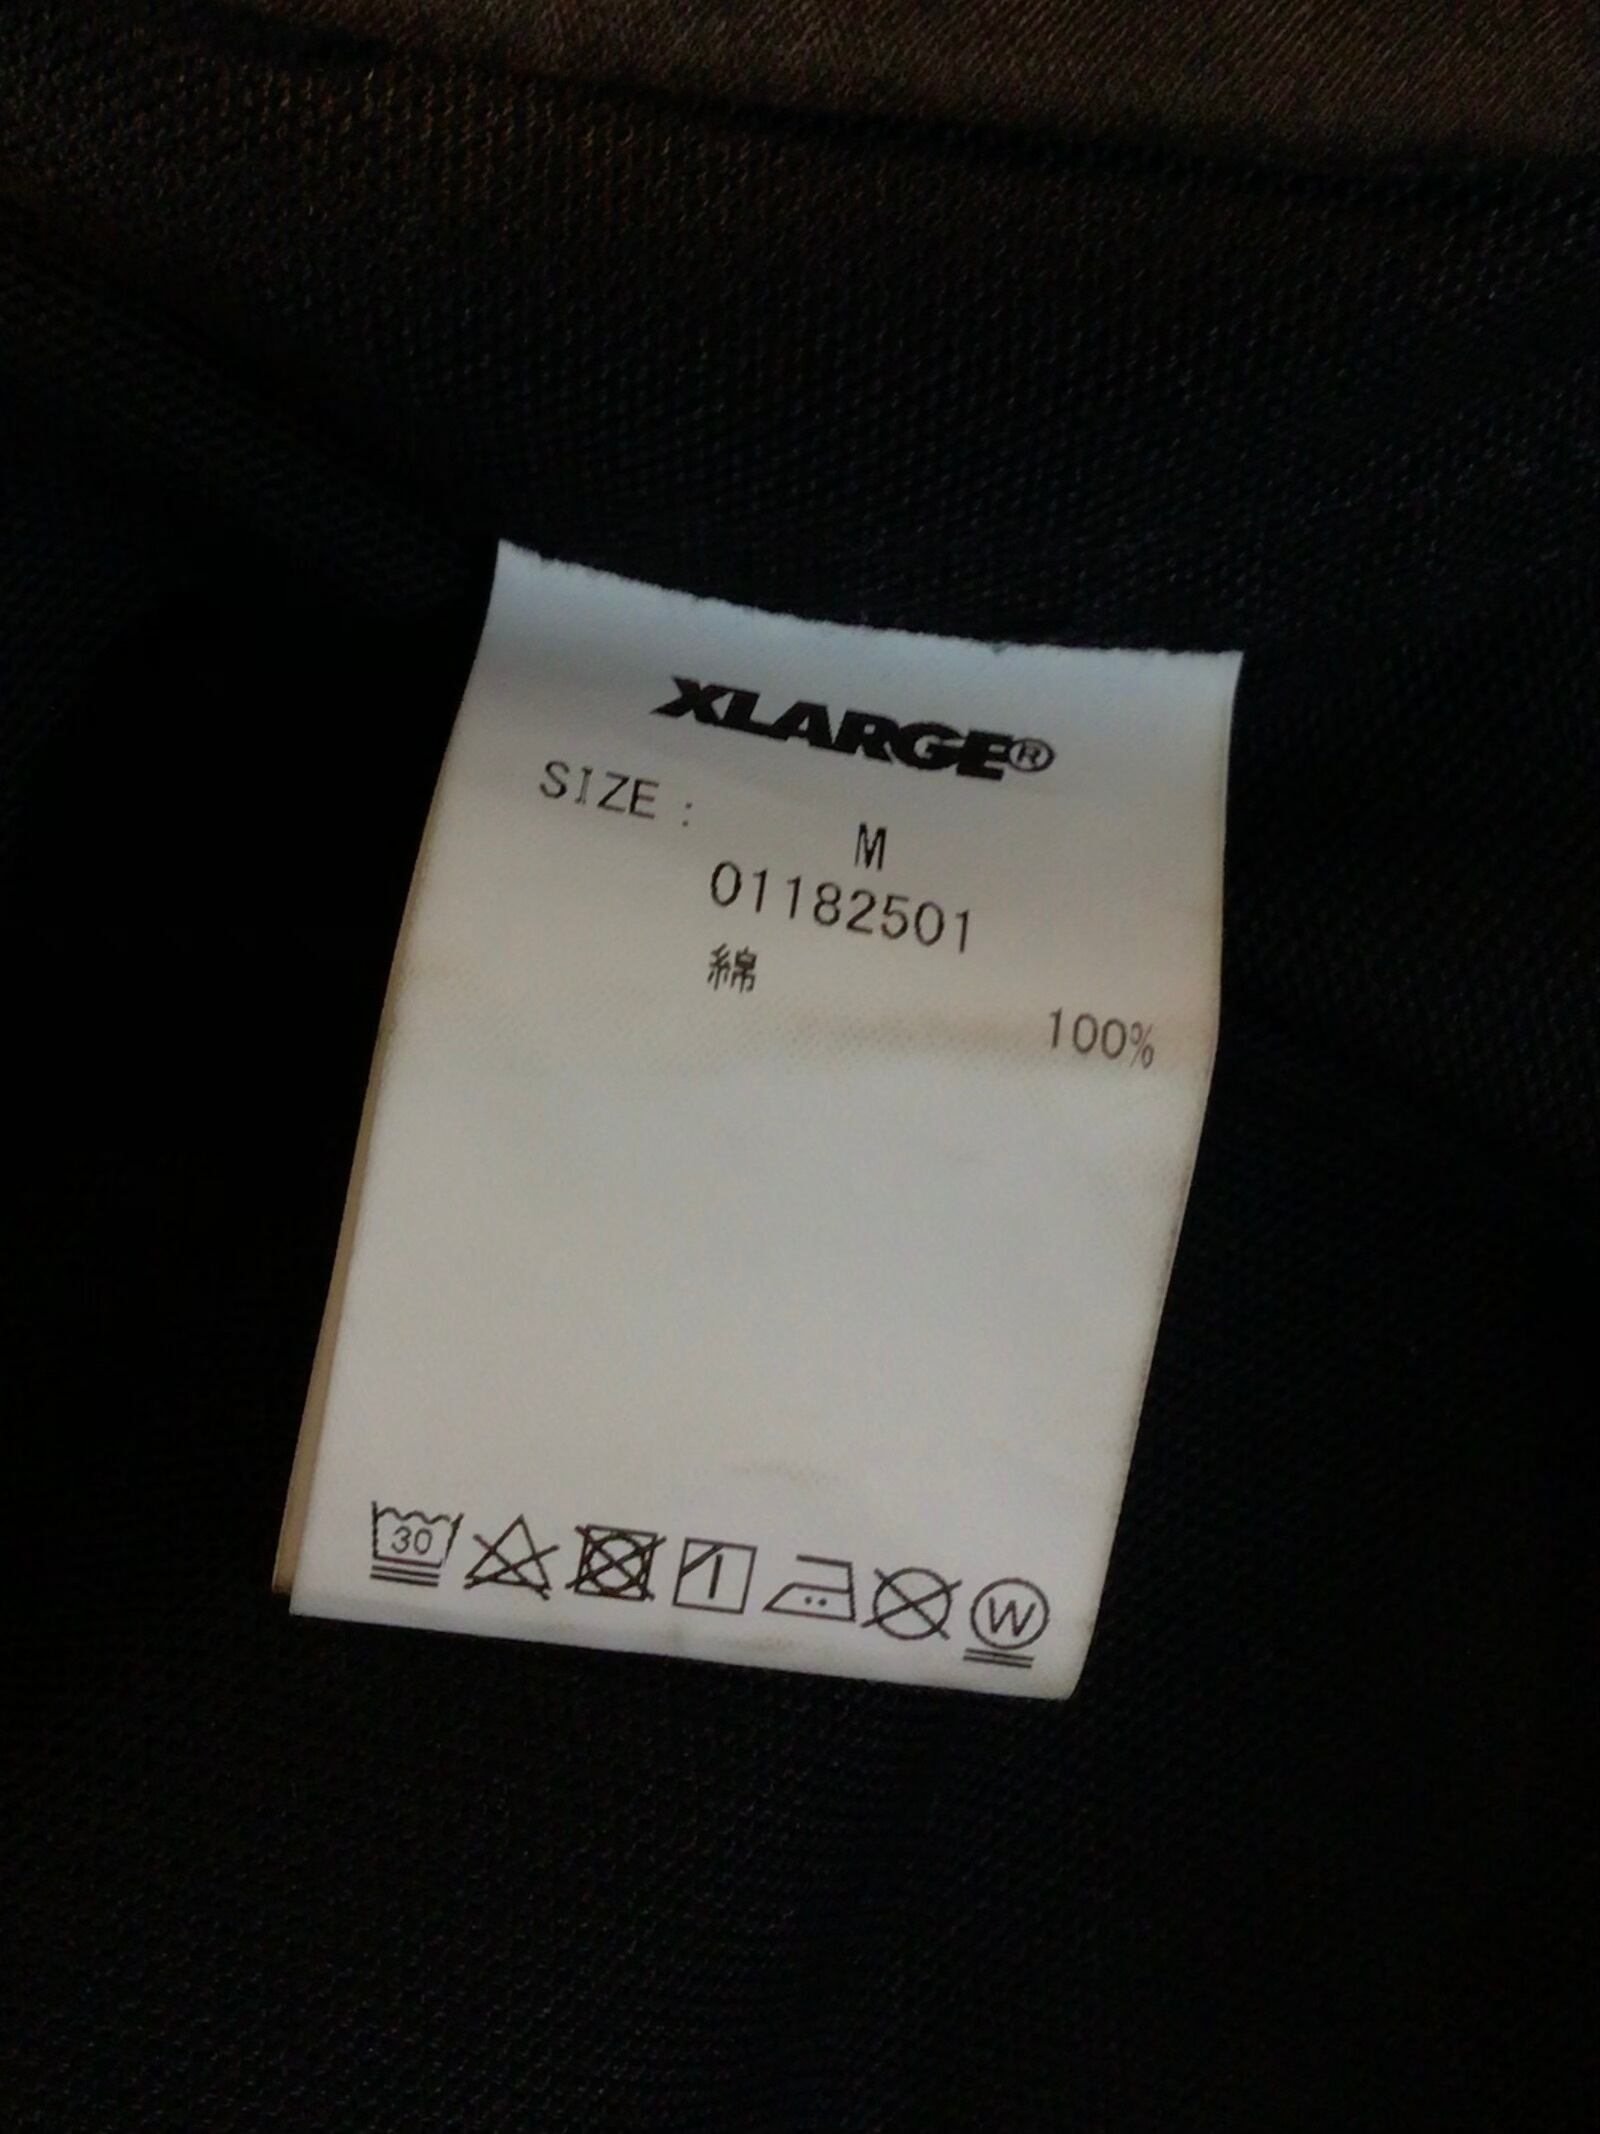 XLARGE®
SIZE :
M
01182501
綿
100%
30
W